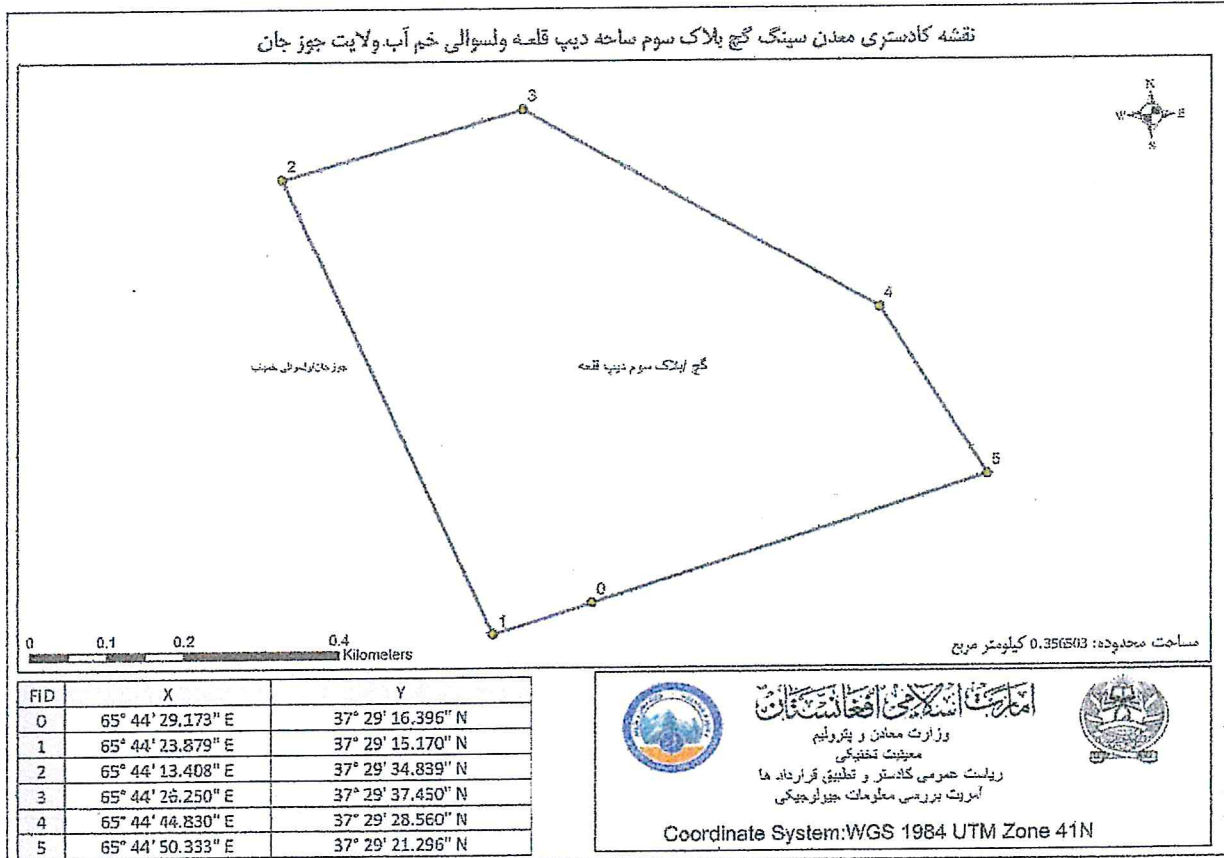 نقشه کادستری معدن سینگ گچ بلاک سوم ساحه دیپ قلعه ولسوالی خم آب ولایت جوز جان
N
W E
S
3
2
4
جوزجان/ولسوالی خمیاب
گچ /بلاک سوم دیپ قلعه
5
0
1
0 0.1 0.2 0.4
Kilometers
مساحت محدوده: 0.356503 کیلومتر مربع
FID X Y
0 65° 44' 29.173" E 37° 29' 16.396" N
1 65° 44' 23.879" E 37° 29' 15.170" N
2 65° 44' 13.408" E 37° 29' 34.839" N
3 65° 44' 26.250" E 37° 29' 37.450" N
4 65° 44' 44.830" E 37° 29' 28.560" N
5 65° 44' 50.333" E 37° 29' 21.296" N
امارت اسلامی افغانستان
وزارت معادن و پترولیم
معینیت تخنیکی
ریاست عمومی کادستر و تطبیق قرارداد ها
آمریت بررسی معلومات جیولوجیکی
Coordinate System:WGS 1984 UTM Zone 41N